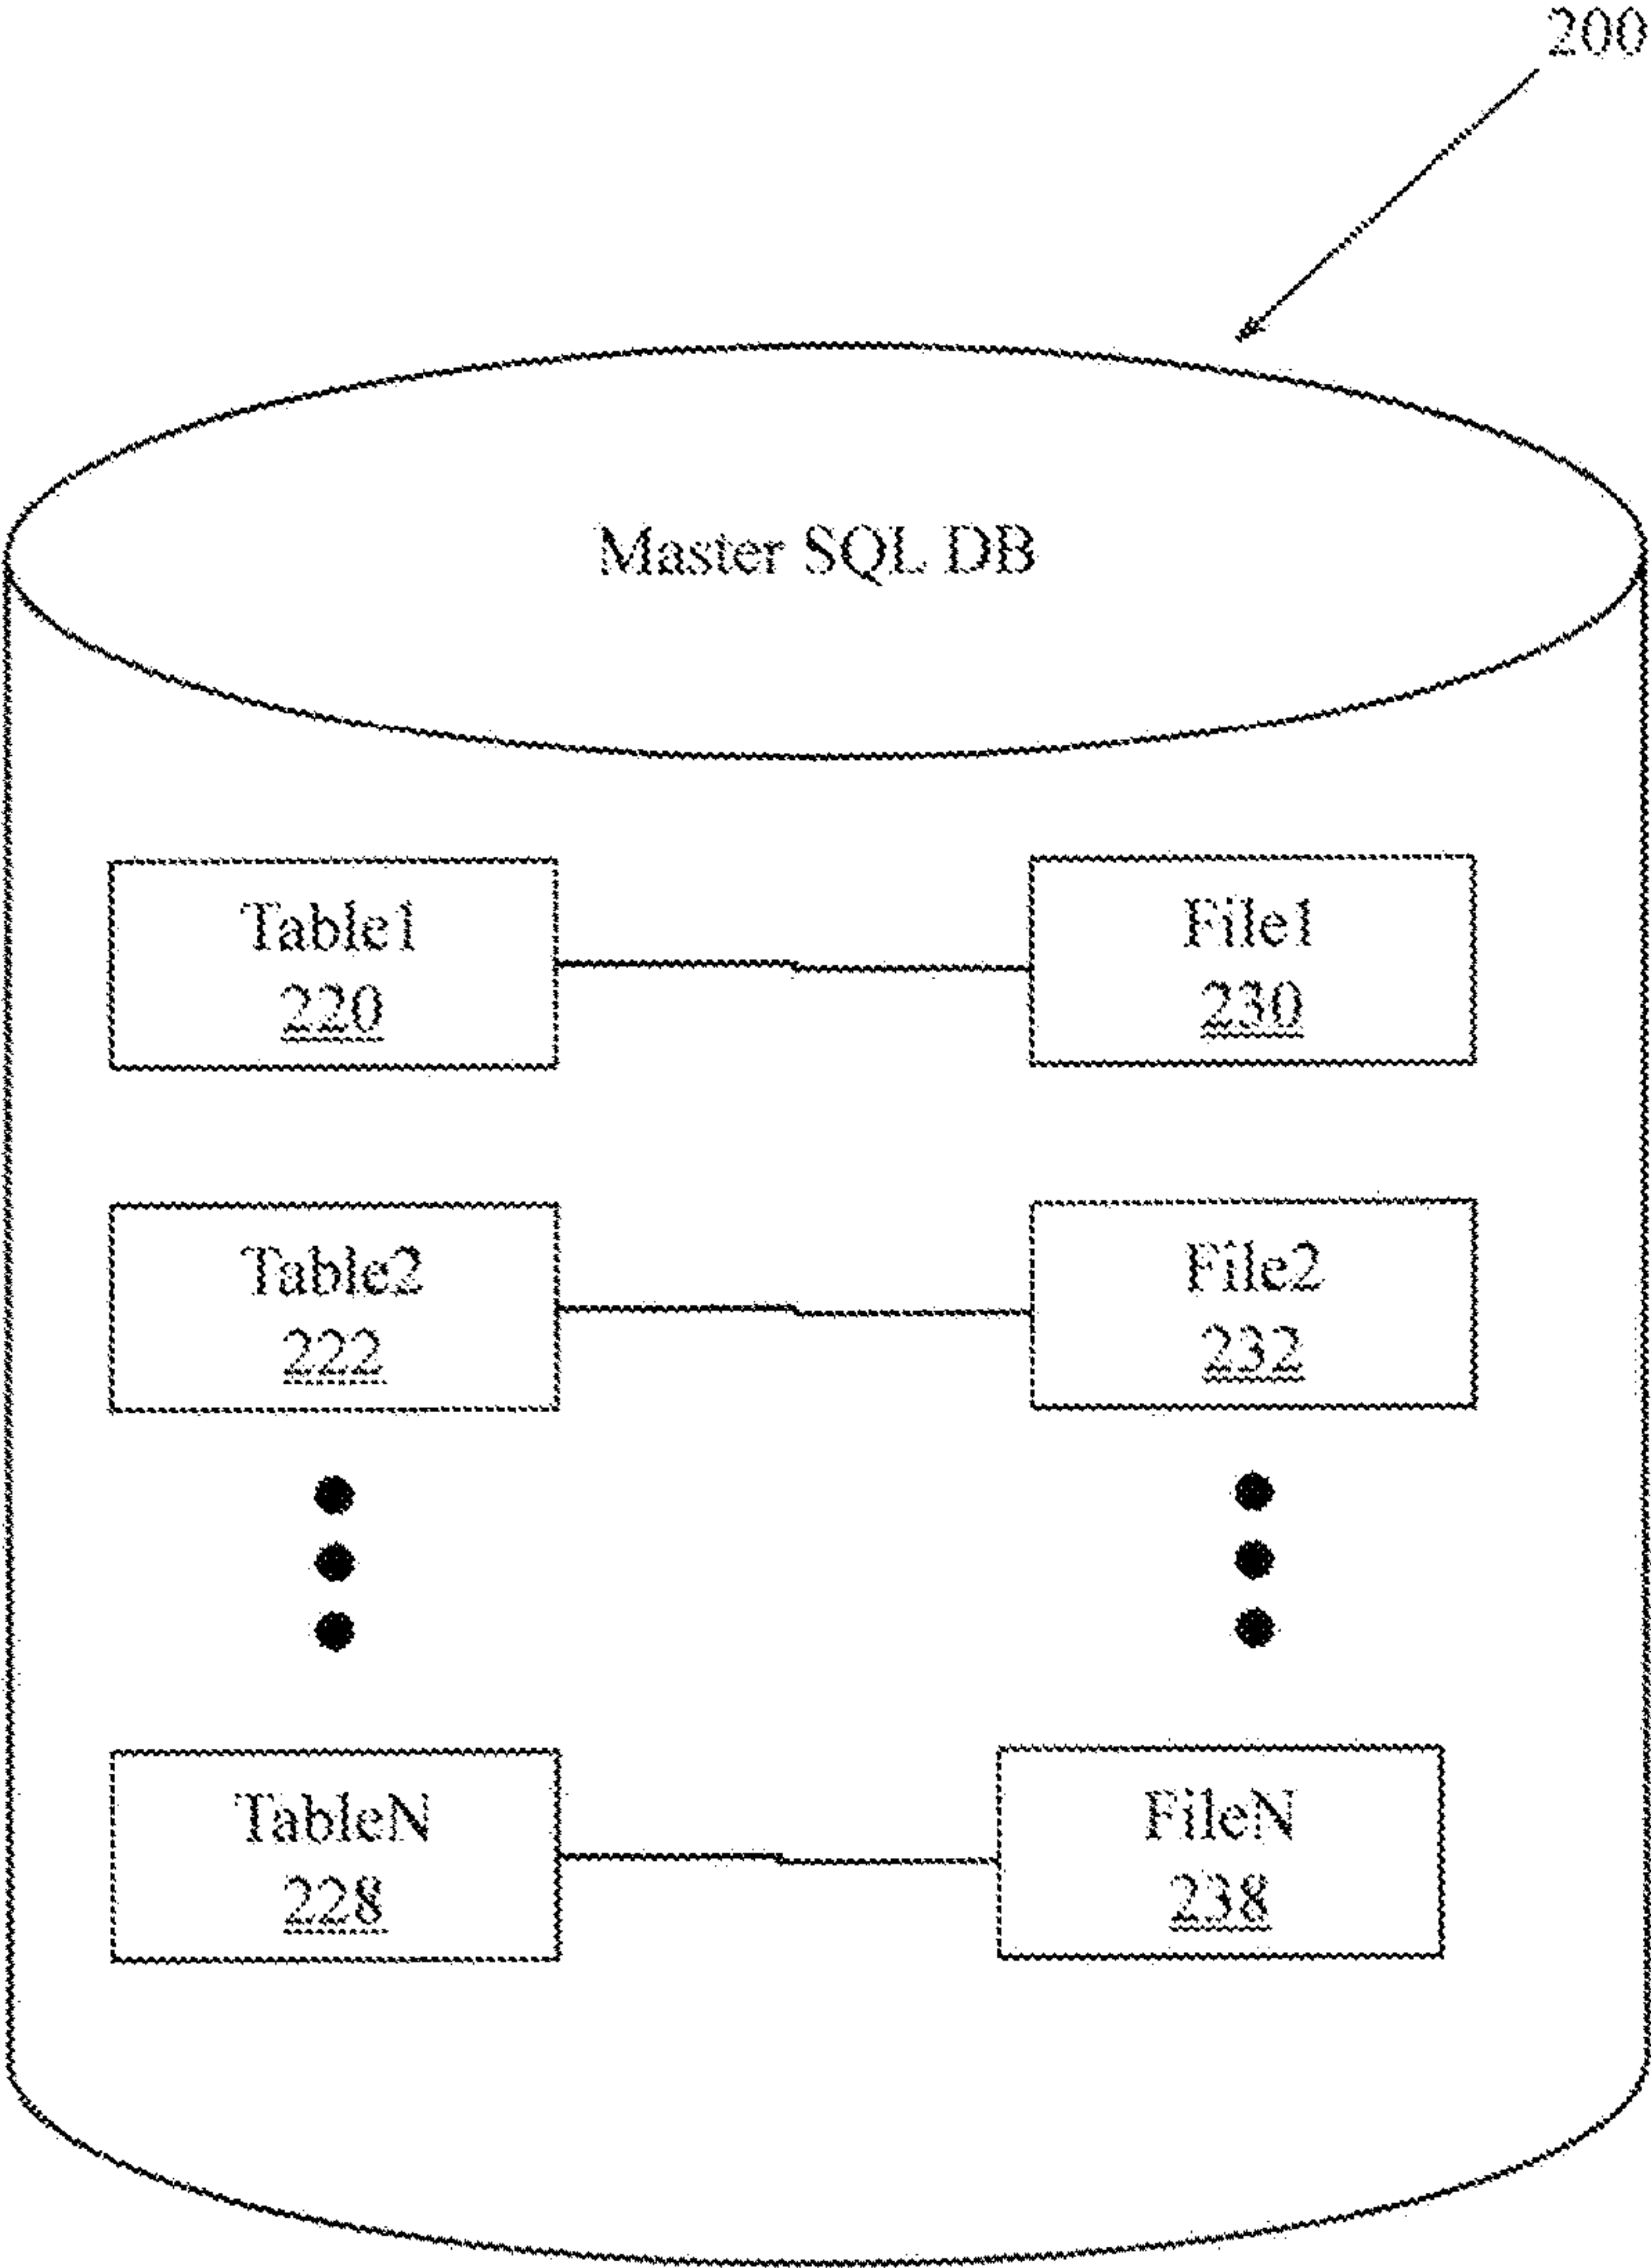 200
Master SQL DB
Table1
220
File1
230
Table2
222
File2
232
TableN
228
FileN
238